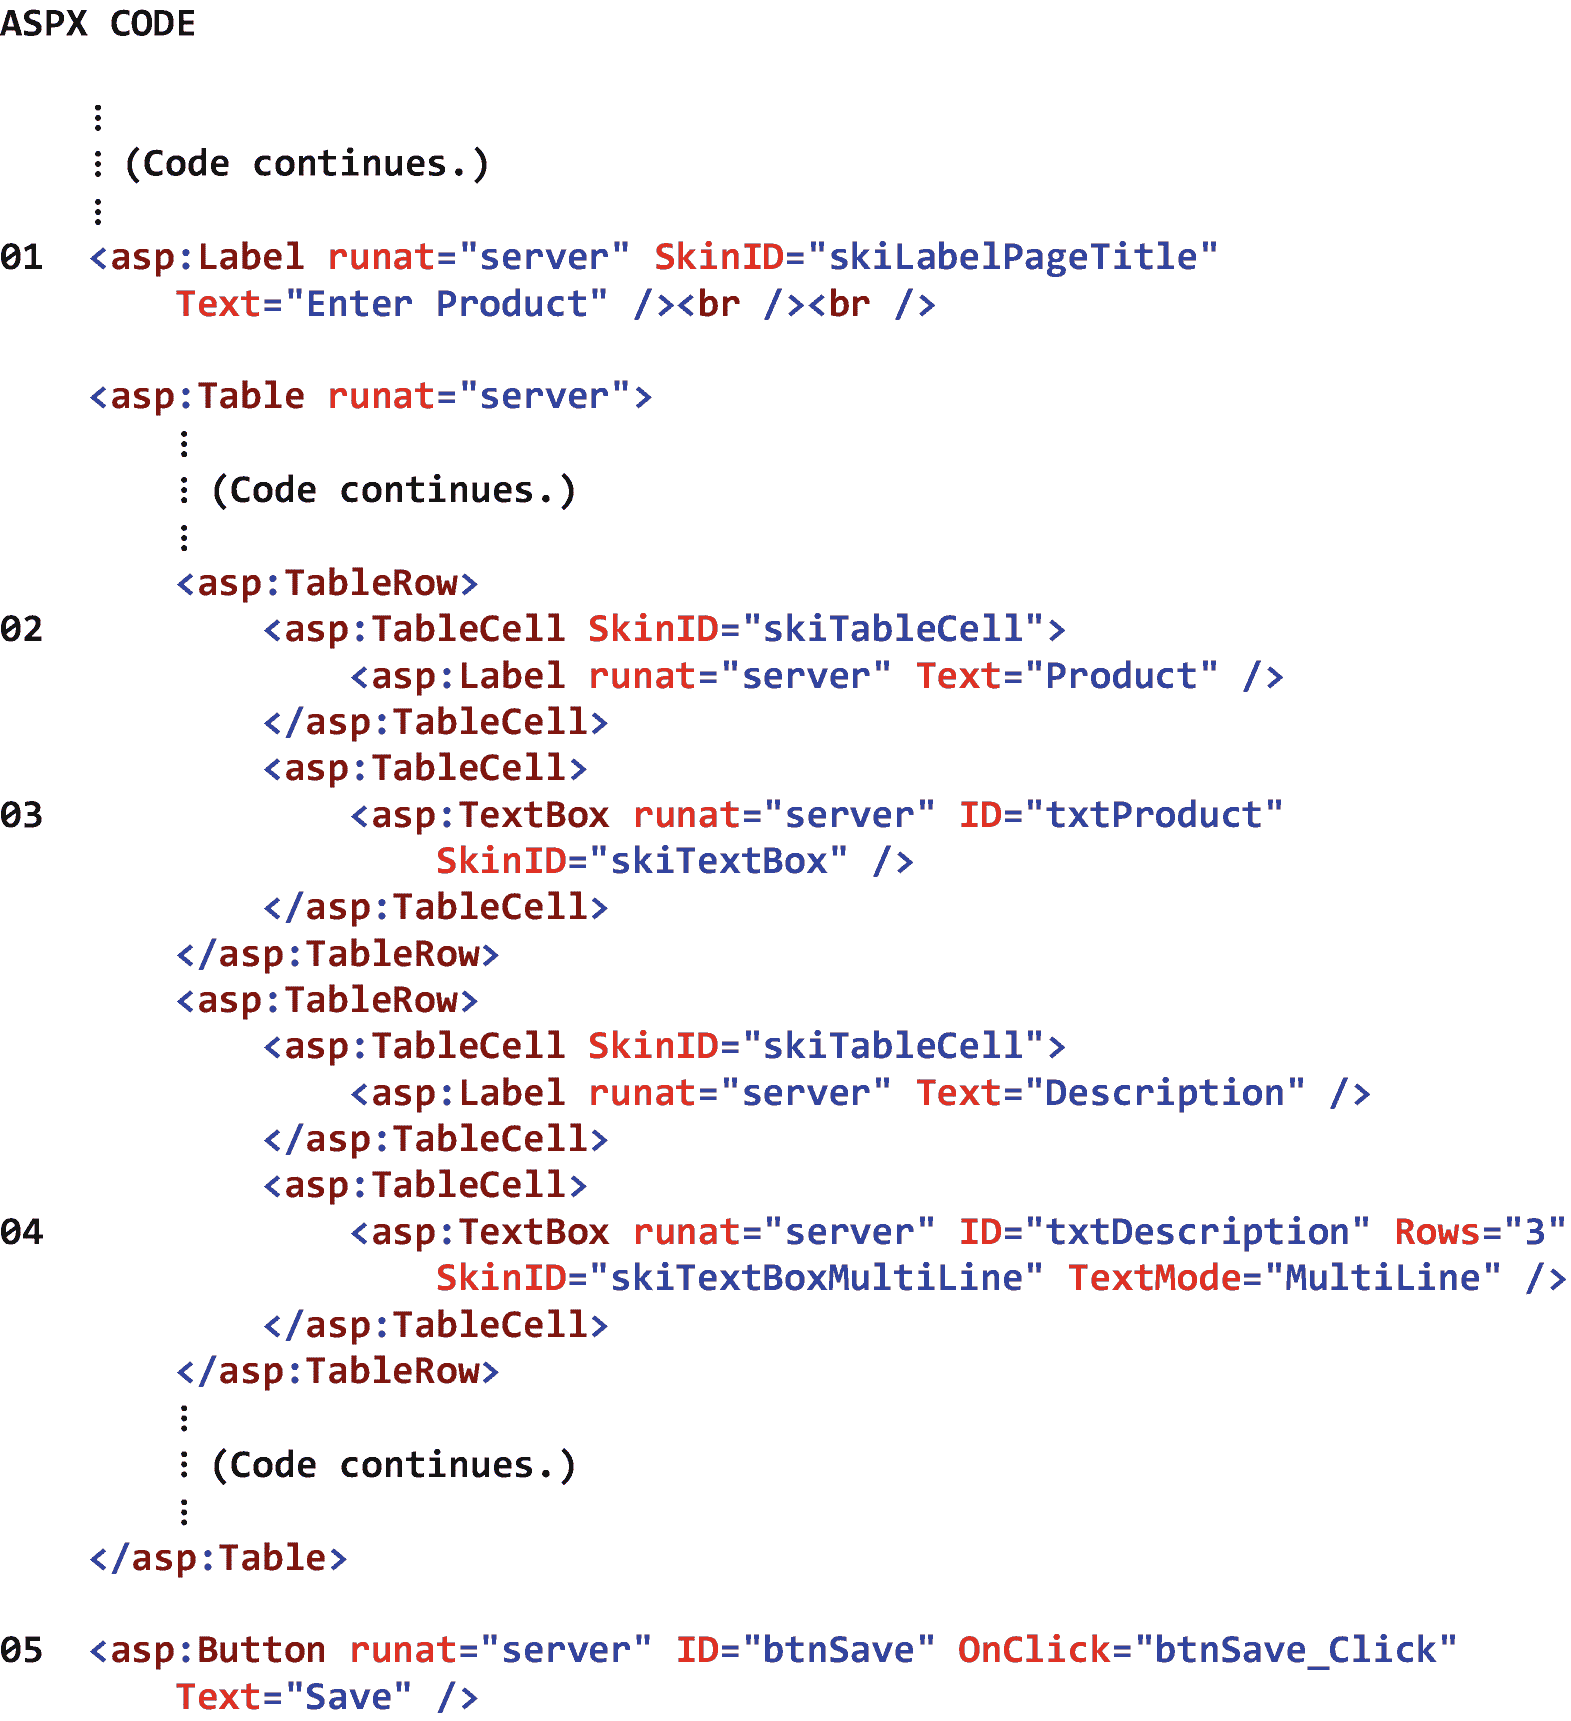 ASPX CODE
⋮
⋮ (Code continues.)
⋮
01 <asp:Label runat="server" SkinID="skiLabelPageTitle"
Text="Enter Product" /><br /><br />
<asp:Table runat="server">
⋮
⋮ (Code continues.)
⋮
<asp:TableRow>
02 <asp:TableCell SkinID="skiTableCell">
<asp:Label runat="server" Text="Product" />
</asp:TableCell>
<asp:TableCell>
03 <asp:TextBox runat="server" ID="txtProduct"
SkinID="skiTextBox" />
</asp:TableCell>
</asp:TableRow>
<asp:TableRow>
<asp:TableCell SkinID="skiTableCell">
<asp:Label runat="server" Text="Description" />
</asp:TableCell>
<asp:TableCell>
04 <asp:TextBox runat="server" ID="txtDescription" Rows="3"
SkinID="skiTextBoxMultiLine" TextMode="MultiLine" />
</asp:TableCell>
</asp:TableRow>
⋮
⋮ (Code continues.)
⋮
</asp:Table>
05 <asp:Button runat="server" ID="btnSave" OnClick="btnSave_Click"
Text="Save" />